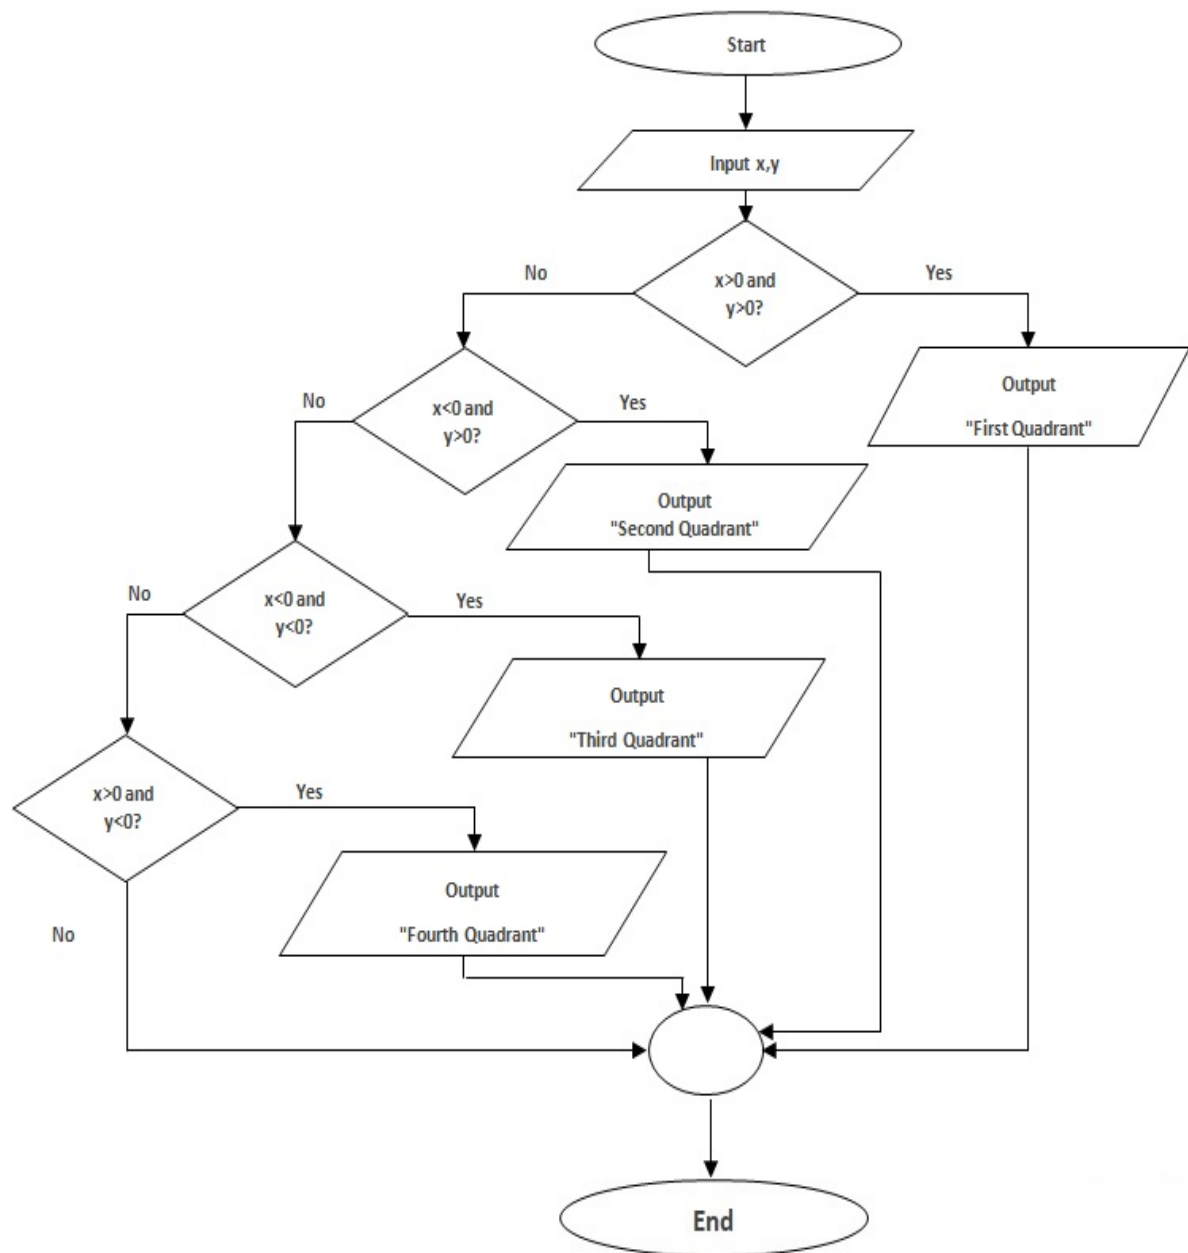 Start
Input x,y
No
x>0 and
y>0?
Yes
No
x<0 and
y>0?
Yes
Output
"First Quadrant"
Output
"Second Quadrant"
No
x<0 and
y<0?
Yes
Output
"Third Quadrant"
x>0 and
y<0?
Yes
Output
"Fourth Quadrant"
No
End